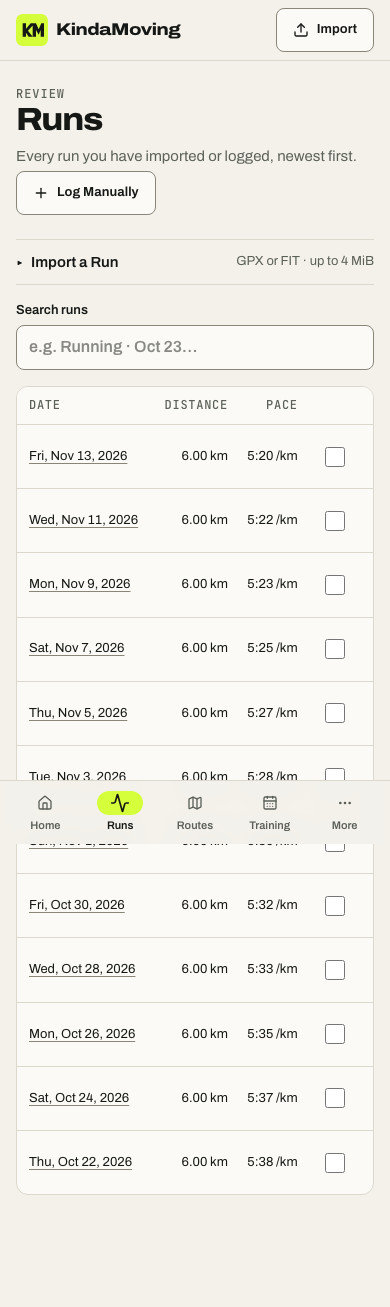 KM KindaMoving
Import
REVIEW
Runs
Every run you have imported or logged, newest first.
+ Log Manually
▸ Import a Run GPX or FIT · up to 4 MiB
Search runs
e.g. Running · Oct 23...
DATE DISTANCE PACE
Fri, Nov 13, 2026 6.00 km 5:20 /km
Wed, Nov 11, 2026 6.00 km 5:22 /km
Mon, Nov 9, 2026 6.00 km 5:23 /km
Sat, Nov 7, 2026 6.00 km 5:25 /km
Thu, Nov 5, 2026 6.00 km 5:27 /km
Tue, Nov 3, 2026 6.00 km 5:28 /km
Home Runs Routes Training More
Fri, Oct 30, 2026 6.00 km 5:32 /km
Wed, Oct 28, 2026 6.00 km 5:33 /km
Mon, Oct 26, 2026 6.00 km 5:35 /km
Sat, Oct 24, 2026 6.00 km 5:37 /km
Thu, Oct 22, 2026 6.00 km 5:38 /km